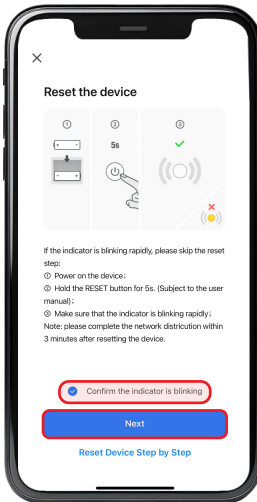 Reset the device
① ② ③
5s
If the indicator is blinking rapidly, please skip the reset
step:
① Power on the device;
② Hold the RESET button for 5s. (Subject to the user
manual);
③ Make sure that the indicator is blinking rapidly;
Note: please complete the network districution within
3 minutes after resetting the device.
Confirm the indicator is blinking
Next
Reset Device Step by Step